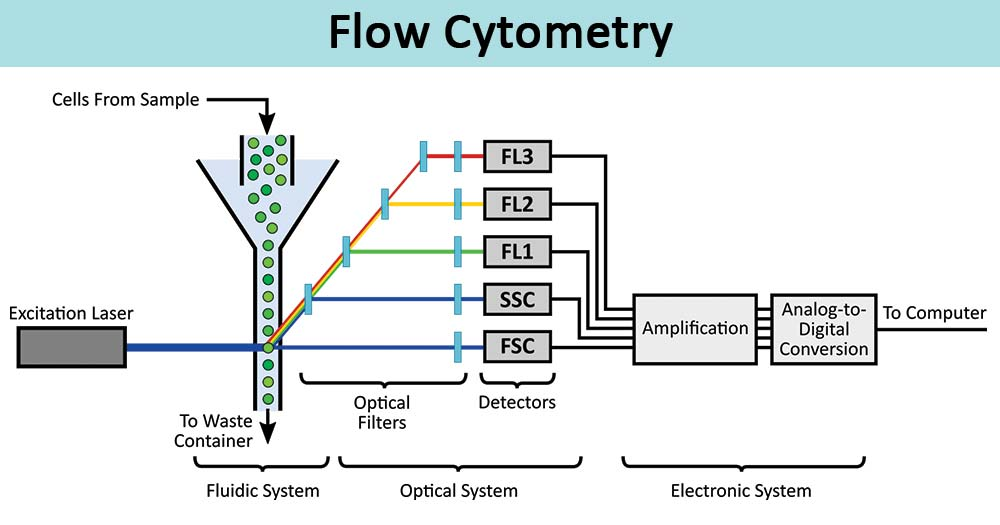 Flow Cytometry
Cells From Sample
FL3
FL2
FL1
SSC
FSC
Excitation Laser
Amplification
Analog-to-
Digital
Conversion
To Computer
Optical
Filters
Detectors
To Waste
Container
Fluidic System
Optical System
Electronic System